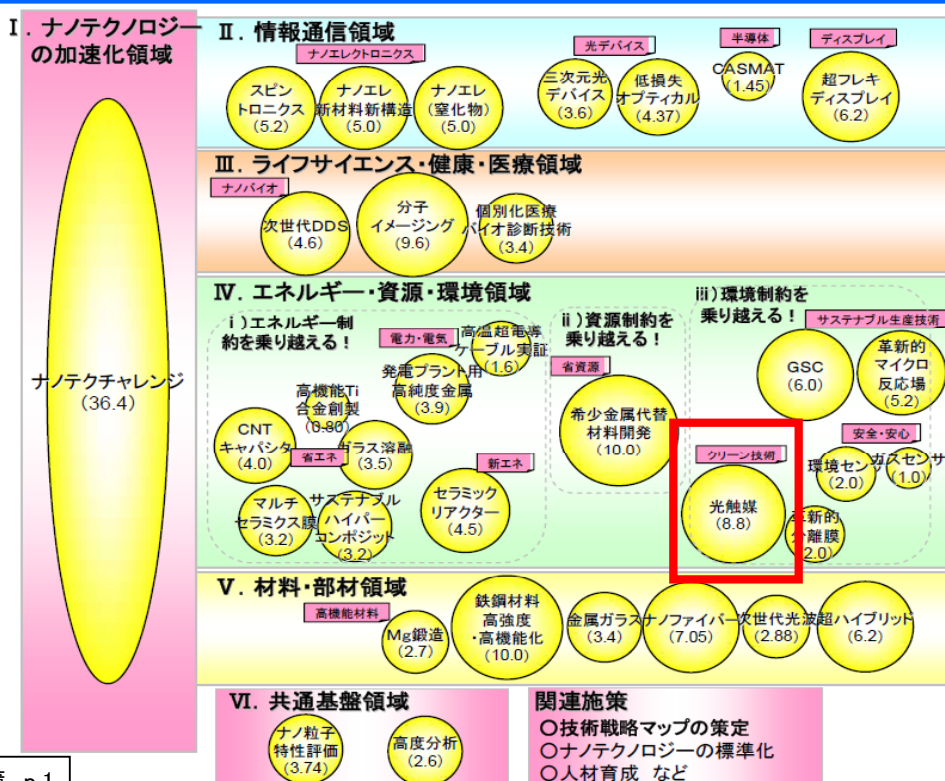 Ⅰ. ナノテクノロジー
の加速化領域
ナノテクチャレンジ
(36.4)
Ⅱ. 情報通信領域
ナノエレクトロニクス
スピン
トロニクス
(5.2)
ナノエレ
新材料新構造
(5.0)
ナノエレ
(窒化物)
(5.0)
光デバイス
三次元光
デバイス
(3.6)
低損失
オプティカル
(4.37)
半導体
CASMAT
(1.45)
ディスプレイ
超フレキ
ディスプレイ
(6.2)
Ⅲ. ライフサイエンス・健康・医療領域
ナノバイオ
次世代DDS
(4.6)
分子
イメージング
(9.6)
個別化医療
バイオ診断技術
(3.4)
Ⅳ. エネルギー・資源・環境領域
ⅰ)エネルギー制
約を乗り越える!
電力・電気
高温超電導
ケーブル実証
(1.6)
発電プラント用
高純度金属
(3.9)
高機能Ti
合金創製
(0.80)
CNT
キャパシタ
(4.0)
省エネ
ガラス溶融
(3.5)
マルチ
セラミクス膜
(3.2)
サステナブル
ハイパー
コンポジット
(3.2)
新エネ
セラミック
リアクター
(4.5)
ⅱ)資源制約を
乗り越える!
省資源
希少金属代替
材料開発
(10.0)
ⅲ)環境制約を
乗り越える!
サステナブル生産技術
GSC
(6.0)
革新的
マイクロ
反応場
(5.2)
クリーン技術
光触媒
(8.8)
安全・安心
環境センサ
(2.0)
ガスセンサ
(1.0)
革新的
分離膜
(2.0)
Ⅴ. 材料・部材領域
高機能材料
Mg鍛造
(2.7)
鉄鋼材料
高強度
・高機能化
(10.0)
金属ガラス
(3.4)
ナノファイバー
(7.05)
次世代光波
(2.88)
超ハイブリッド
(6.2)
Ⅵ. 共通基盤領域
ナノ粒子
特性評価
(3.74)
高度分析
(2.6)
関連施策
○技術戦略マップの策定
○ナノテクノロジーの標準化
○人材育成 など
p.1